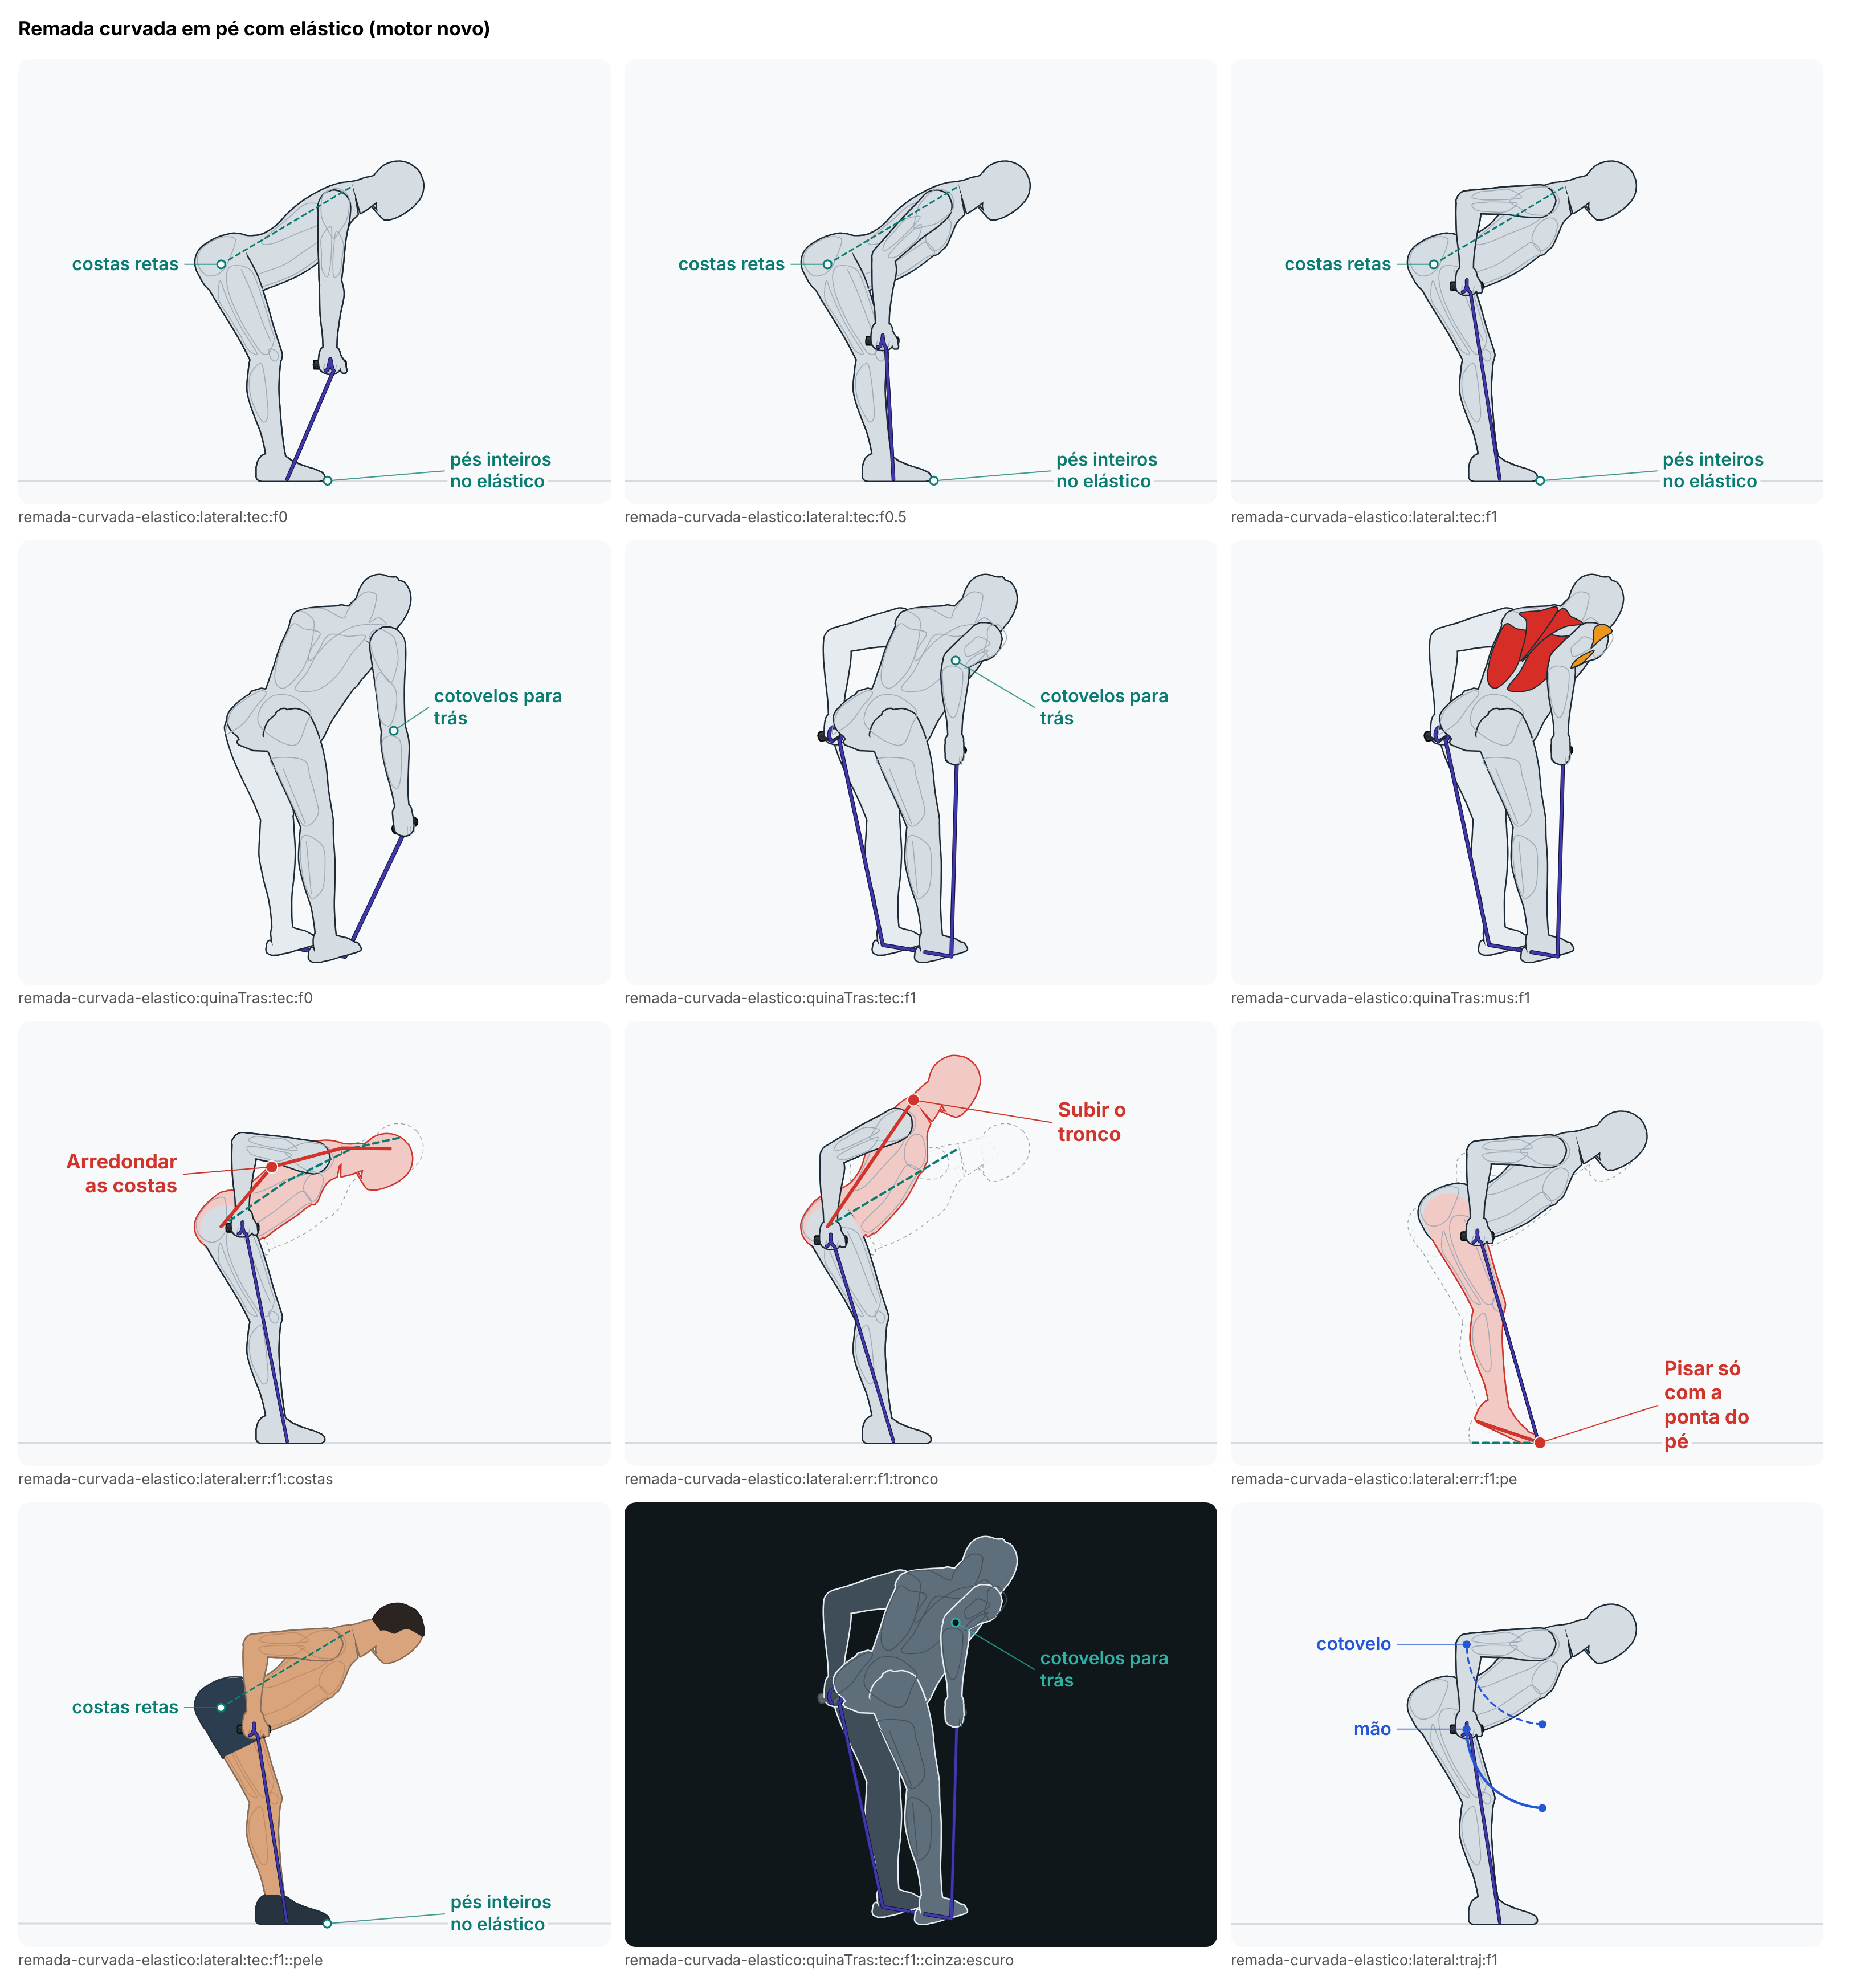 Remada curvada em pé com elástico (motor novo)
costas retas
pés inteiros
no elástico
remada-curvada-elastico:lateral:tec:f0
costas retas
pés inteiros
no elástico
remada-curvada-elastico:lateral:tec:f0.5
costas retas
pés inteiros
no elástico
remada-curvada-elastico:lateral:tec:f1
cotovelos para
trás
remada-curvada-elastico:quinaTras:tec:f0
cotovelos para
trás
remada-curvada-elastico:quinaTras:tec:f1
remada-curvada-elastico:quinaTras:mus:f1
Arredondar
as costas
remada-curvada-elastico:lateral:err:f1:costas
Subir o
tronco
remada-curvada-elastico:lateral:err:f1:tronco
Pisar só
com a
ponta do
pé
remada-curvada-elastico:lateral:err:f1:pe
costas retas
pés inteiros
no elástico
remada-curvada-elastico:lateral:tec:f1::pele
cotovelos para
trás
remada-curvada-elastico:quinaTras:tec:f1::cinza:escuro
cotovelo
mão
remada-curvada-elastico:lateral:traj:f1